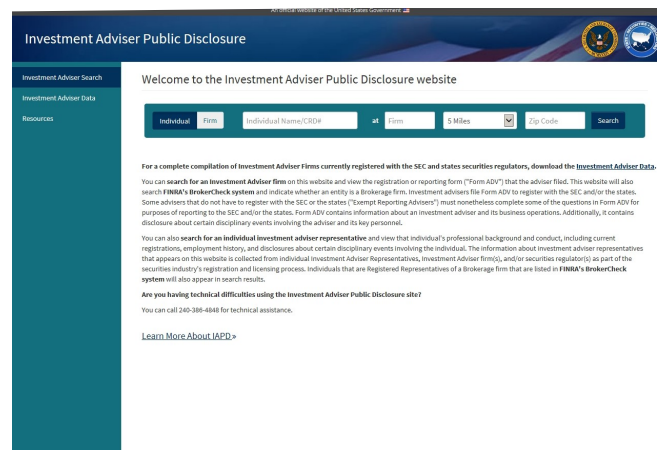 An official website of the United States Government
Investment Adviser Public Disclosure
Investment Adviser Search
Investment Adviser Data
Resources
Welcome to the Investment Adviser Public Disclosure website
Individual Firm Individual Name/CRD# at Firm 5 Miles Zip Code Search
For a complete compilation of Investment Adviser Firms currently registered with the SEC and states securities regulators, download the Investment Adviser Data.
You can search for an Investment Adviser firm on this website and view the registration or reporting form ("Form ADV") that the adviser filed. This website will also
search FINRA's BrokerCheck system and indicate whether an entity is a Brokerage firm. Investment advisers file Form ADV to register with the SEC and/or the states.
Some advisers that do not have to register with the SEC or the states ("Exempt Reporting Advisers") must nonetheless complete some of the questions in Form ADV for
purposes of reporting to the SEC and/or the states. Form ADV contains information about an investment adviser and its business operations. Additionally, it contains
disclosure about certain disciplinary events involving the adviser and its key personnel.
You can also search for an individual investment adviser representative and view that individual's professional background and conduct, including current
registrations, employment history, and disclosures about certain disciplinary events involving the individual. The information about investment adviser representatives
that appears on this website is collected from individual Investment Adviser Representatives, Investment Adviser firm(s), and/or securities regulator(s) as part of the
securities industry's registration and licensing process. Individuals that are Registered Representatives of a Brokerage firm that are listed in FINRA's BrokerCheck
system will also appear in search results.
Are you having technical difficulties using the Investment Adviser Public Disclosure site?
You can call 240-386-4848 for technical assistance.
Learn More About IAPD »